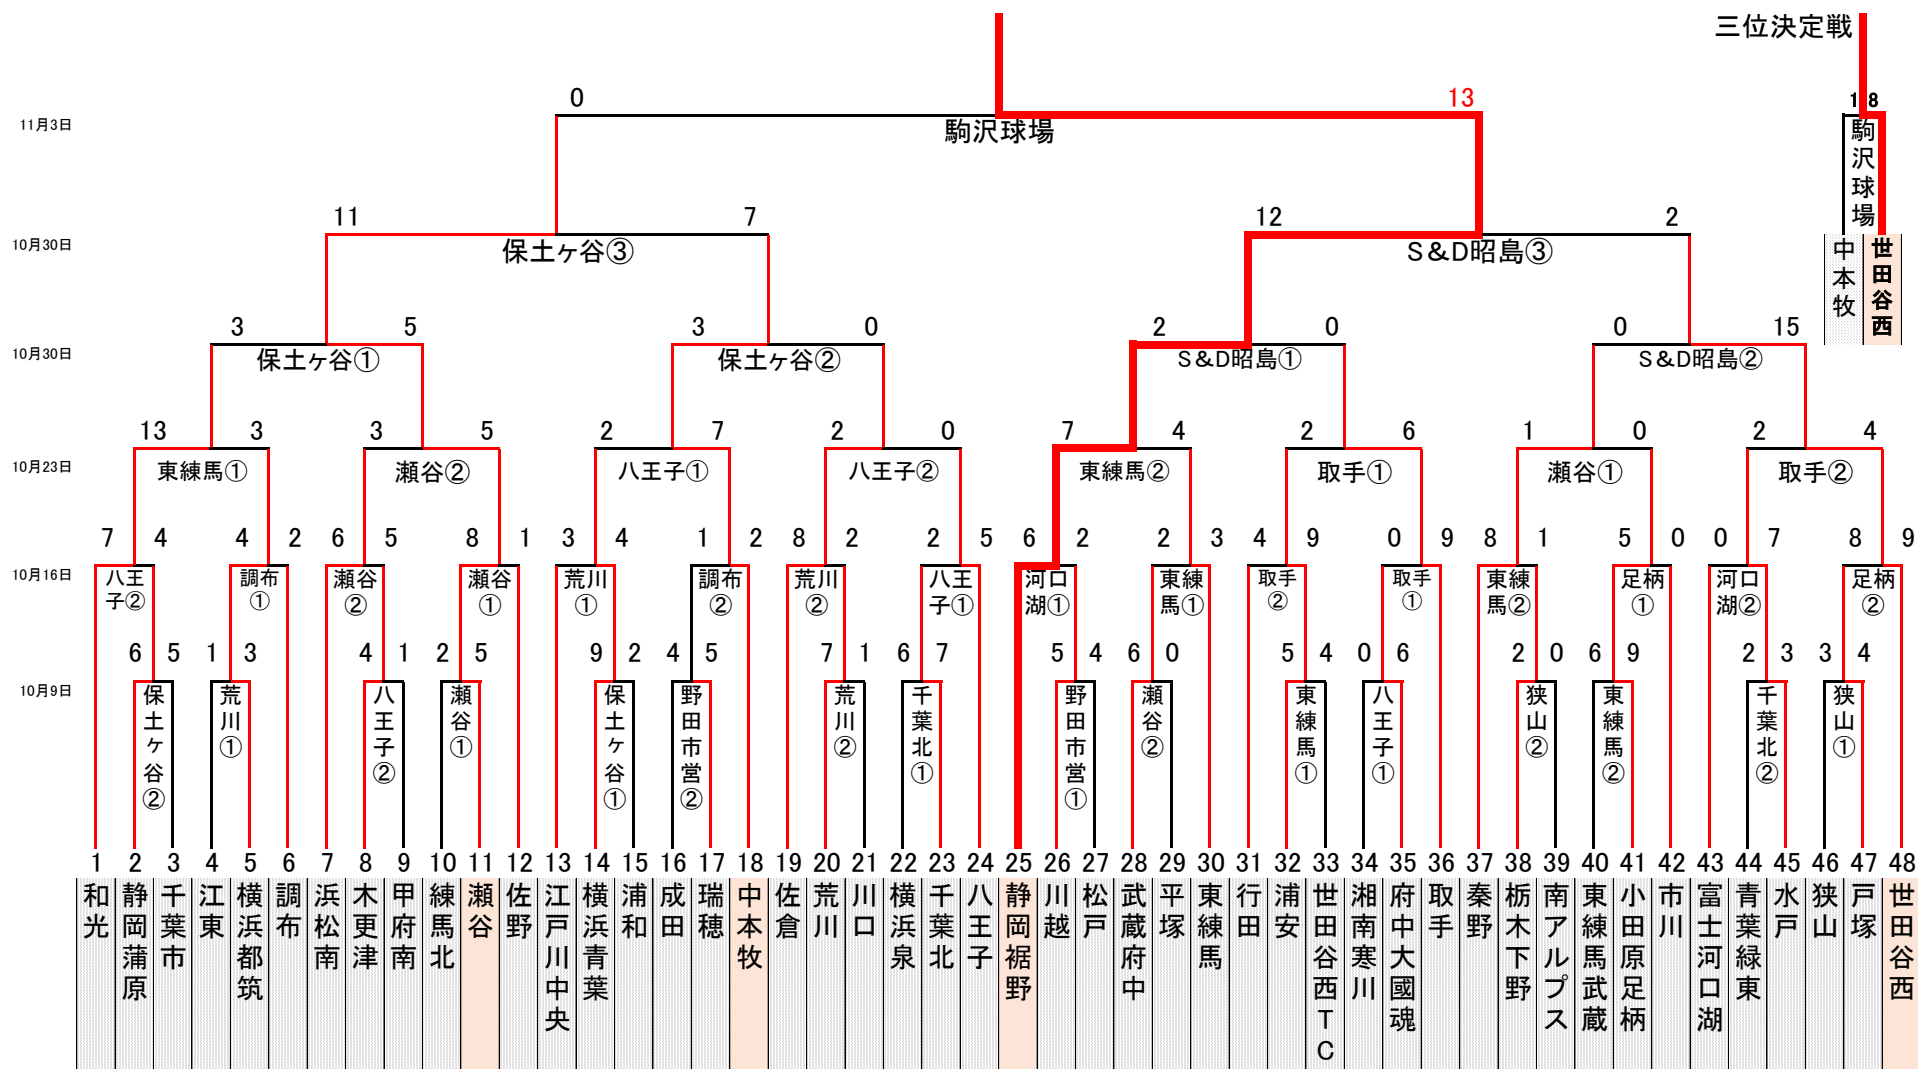 三位決定戦
0 13 1 8
11月3日 駒沢球場 駒沢球場
11 7 12 2
10月30日 保土ヶ谷③ S&D昭島③ 中本牧 世田谷西
3 5 3 0 2 0 0 15
10月30日 保土ヶ谷① 保土ヶ谷② S&D昭島① S&D昭島②
13 3 3 5 2 7 2 0 7 4 2 6 1 0 2 4
10月23日 東練馬① 瀬谷② 八王子① 八王子② 東練馬② 取手① 瀬谷① 取手②
7 4 4 2 6 5 8 1 3 4 1 2 8 2 2 5 6 2 2 3 4 9 0 9 8 1 5 0 0 7 8 9
10月16日 八王子② 調布① 瀬谷② 瀬谷① 荒川① 調布② 荒川② 八王子① 河口湖① 東練馬① 取手② 取手① 東練馬② 足柄① 河口湖② 足柄②
6 5 1 3 4 1 2 5 9 2 4 5 7 1 6 7 5 4 6 0 5 4 0 6 2 0 6 9 2 3 3 4
10月9日 保土ヶ谷② 荒川① 八王子② 瀬谷① 保土ヶ谷① 野田市営② 荒川② 千葉北① 野田市営① 瀬谷② 東練馬① 八王子① 狭山② 東練馬② 千葉北② 狭山①
1 2 3 4 5 6 7 8 9 10 11 12 13 14 15 16 17 18 19 20 21 22 23 24 25 26 27 28 29 30 31 32 33 34 35 36 37 38 39 40 41 42 43 44 45 46 47 48
和光
静岡蒲原
千葉市
江東
横浜都筑
調布
浜松南
木更津
甲府南
練馬北
瀬谷
佐野
江戸川中央
横浜青葉
浦和
成田
瑞穂
中本牧
佐倉
荒川
川口
横浜泉
千葉北
八王子
静岡裾野
川越
松戸
武蔵府中
平塚
東練馬
行田
浦安
世田谷西TC
湘南寒川
府中大國魂
取手
秦野
栃木下野
南アルプス
東練馬武蔵
小田原足柄
市川
富士河口湖
青葉緑東
水戸
狭山
戸塚
世田谷西